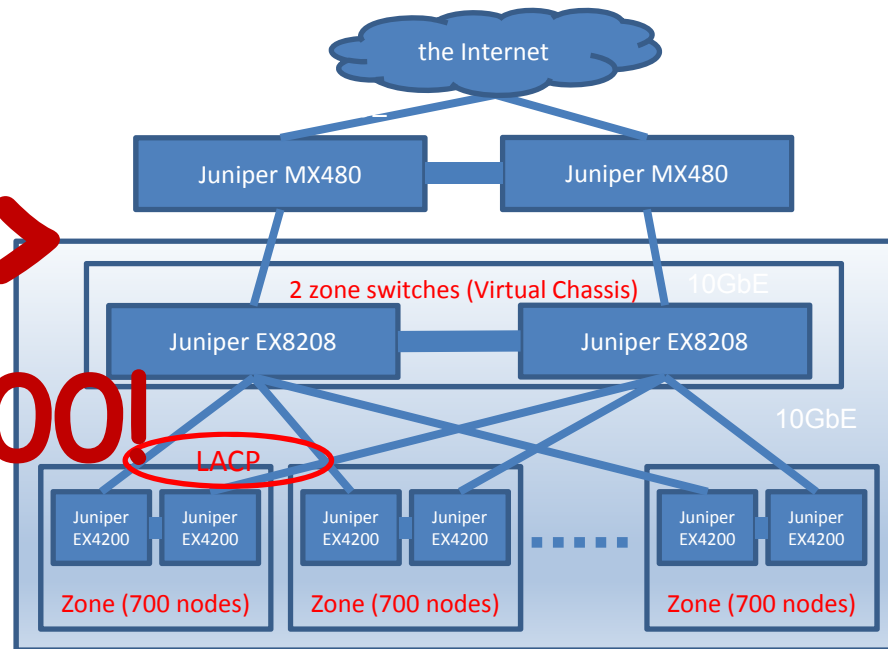 the Internet
Juniper MX480
Juniper MX480
2 zone switches (Virtual Chassis)
10GbE
Juniper EX8208
Juniper EX8208
00!
10GbE
LACP
Juniper
EX4200
Juniper
EX4200
Juniper
EX4200
Juniper
EX4200
Juniper
EX4200
Juniper
EX4200
Zone (700 nodes)
Zone (700 nodes)
Zone (700 nodes)